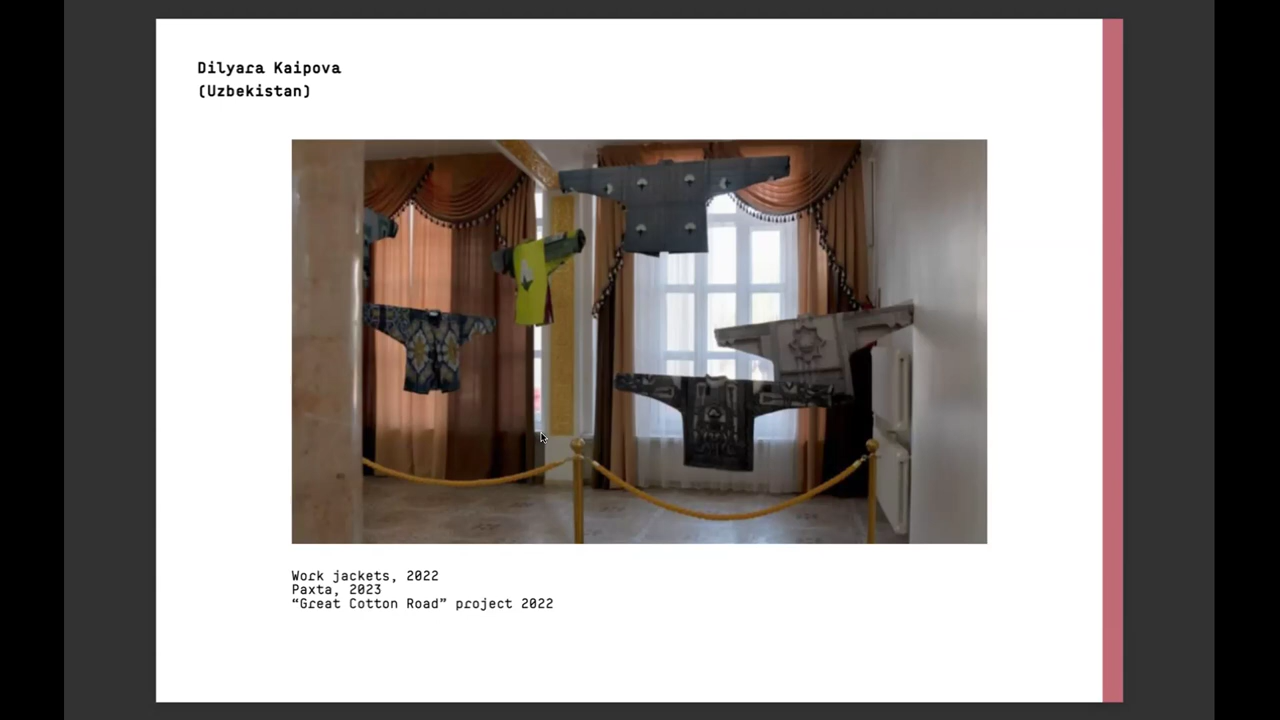 Dilyara Kaipova
(Uzbekistan)
Work jackets, 2022
Paxta, 2023
“Great Cotton Road” project 2022